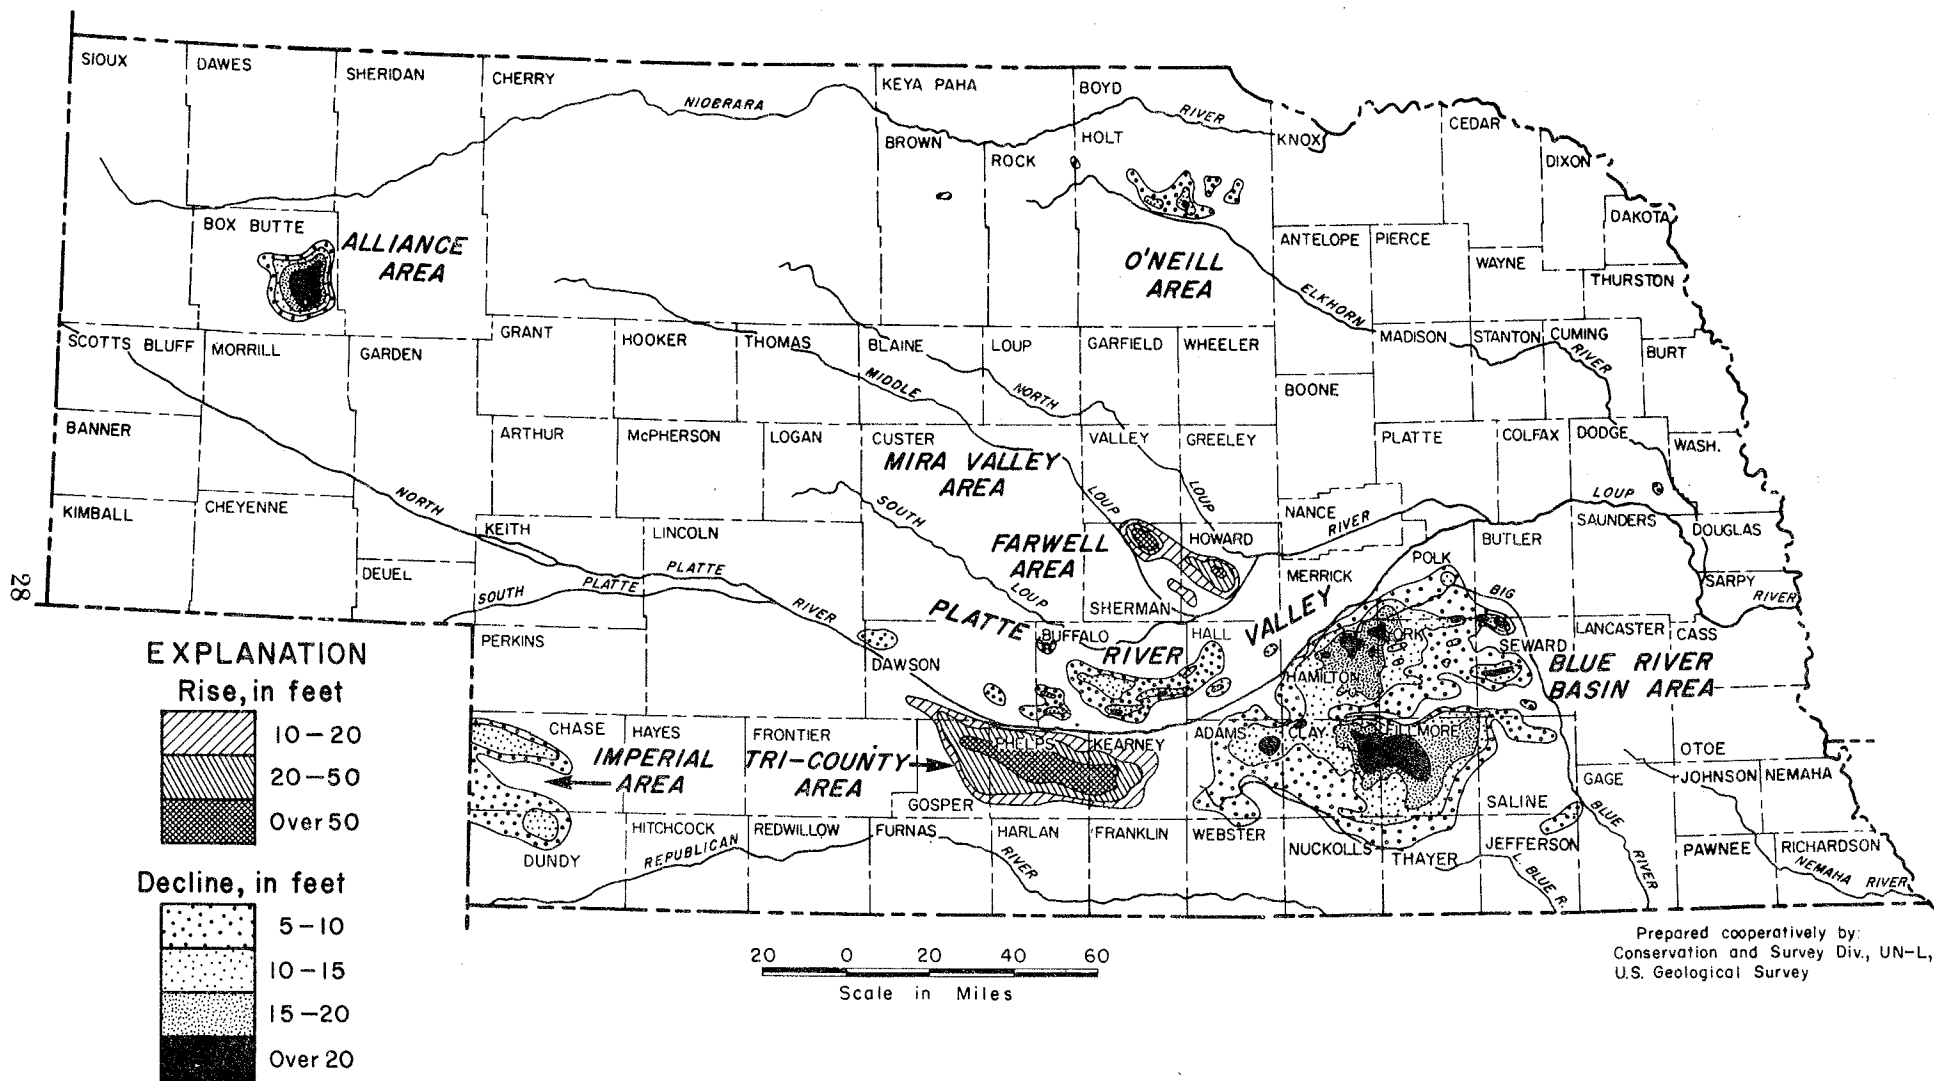 SIOUX
DAWES
SHERIDAN
CHERRY
KEYA PAHA
BOYD
NIOBRARA
RIVER
BROWN
ROCK
HOLT
KNOX
CEDAR
DIXON
DAKOTA
BOX BUTTE
ALLIANCE
AREA
O'NEILL
AREA
ANTELOPE
PIERCE
WAYNE
THURSTON
ELKHORN
RIVER
SCOTTS BLUFF
MORRILL
GARDEN
GRANT
HOOKER
THOMAS
BLAINE
LOUP
GARFIELD
WHEELER
MADISON
STANTON
CUMING
BURT
MIDDLE
NORTH
BOONE
BANNER
ARTHUR
McPHERSON
LOGAN
CUSTER
VALLEY
GREELEY
PLATTE
COLFAX
DODGE
WASH.
MIRA VALLEY
AREA
LOUP
LOUP
KIMBALL
CHEYENNE
NORTH
KEITH
LINCOLN
SOUTH
NANCE
RIVER
LOUP
SAUNDERS
DOUGLAS
FARWELL
AREA
HOWARD
BUTLER
POLK
DEUEL
PLATTE
SOUTH
PLATTE
RIVER
LOUP
SHERMAN
MERRICK
BIG
SARPY
RIVER
28
PERKINS
DAWSON
PLATTE
RIVER
VALLEY
BUFFALO
HALL
HAMILTON
YORK
SEWARD
LANCASTER
CASS
BLUE RIVER
BASIN AREA
CHASE
HAYES
FRONTIER
IMPERIAL
AREA
TRI-COUNTY
AREA
PHELPS
KEARNEY
ADAMS
CLAY
FILLMORE
OTOE
GOSPER
SALINE
GAGE
JOHNSON
NEMAHA
DUNDY
HITCHCOCK
REDWILLOW
FURNAS
HARLAN
FRANKLIN
WEBSTER
NUCKOLLS
THAYER
JEFFERSON
PAWNEE
RICHARDSON
REPUBLICAN
RIVER
BLUE R.
BLUE
RIVER
NEMAHA RIVER
EXPLANATION
Rise, in feet
10-20
20-50
Over 50
Decline, in feet
5-10
10-15
15-20
Over 20
20 0 20 40 60
Scale in Miles
Prepared cooperatively by:
Conservation and Survey Div., UN-L,
U.S. Geological Survey